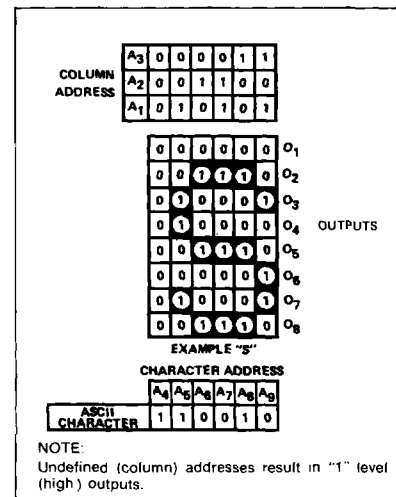 A3 0 0 0 0 1 1
COLUMN ADDRESS
A2 0 0 1 1 0 0
A1 0 1 0 1 0 1
0 0 0 0 0 0 O1
0 0 1 1 1 0 O2
0 1 0 0 0 1 O3
0 1 0 0 0 0 O4 OUTPUTS
0 0 1 1 1 0 O5
0 0 0 0 0 1 O6
0 1 0 0 0 1 O7
0 0 1 1 1 0 O8
EXAMPLE "S"
CHARACTER ADDRESS
A4 A5 A6 A7 A8 A9
ASCII CHARACTER 1 1 0 0 1 0
NOTE:
Undefined (column) addresses result in "1" level
(high) outputs.